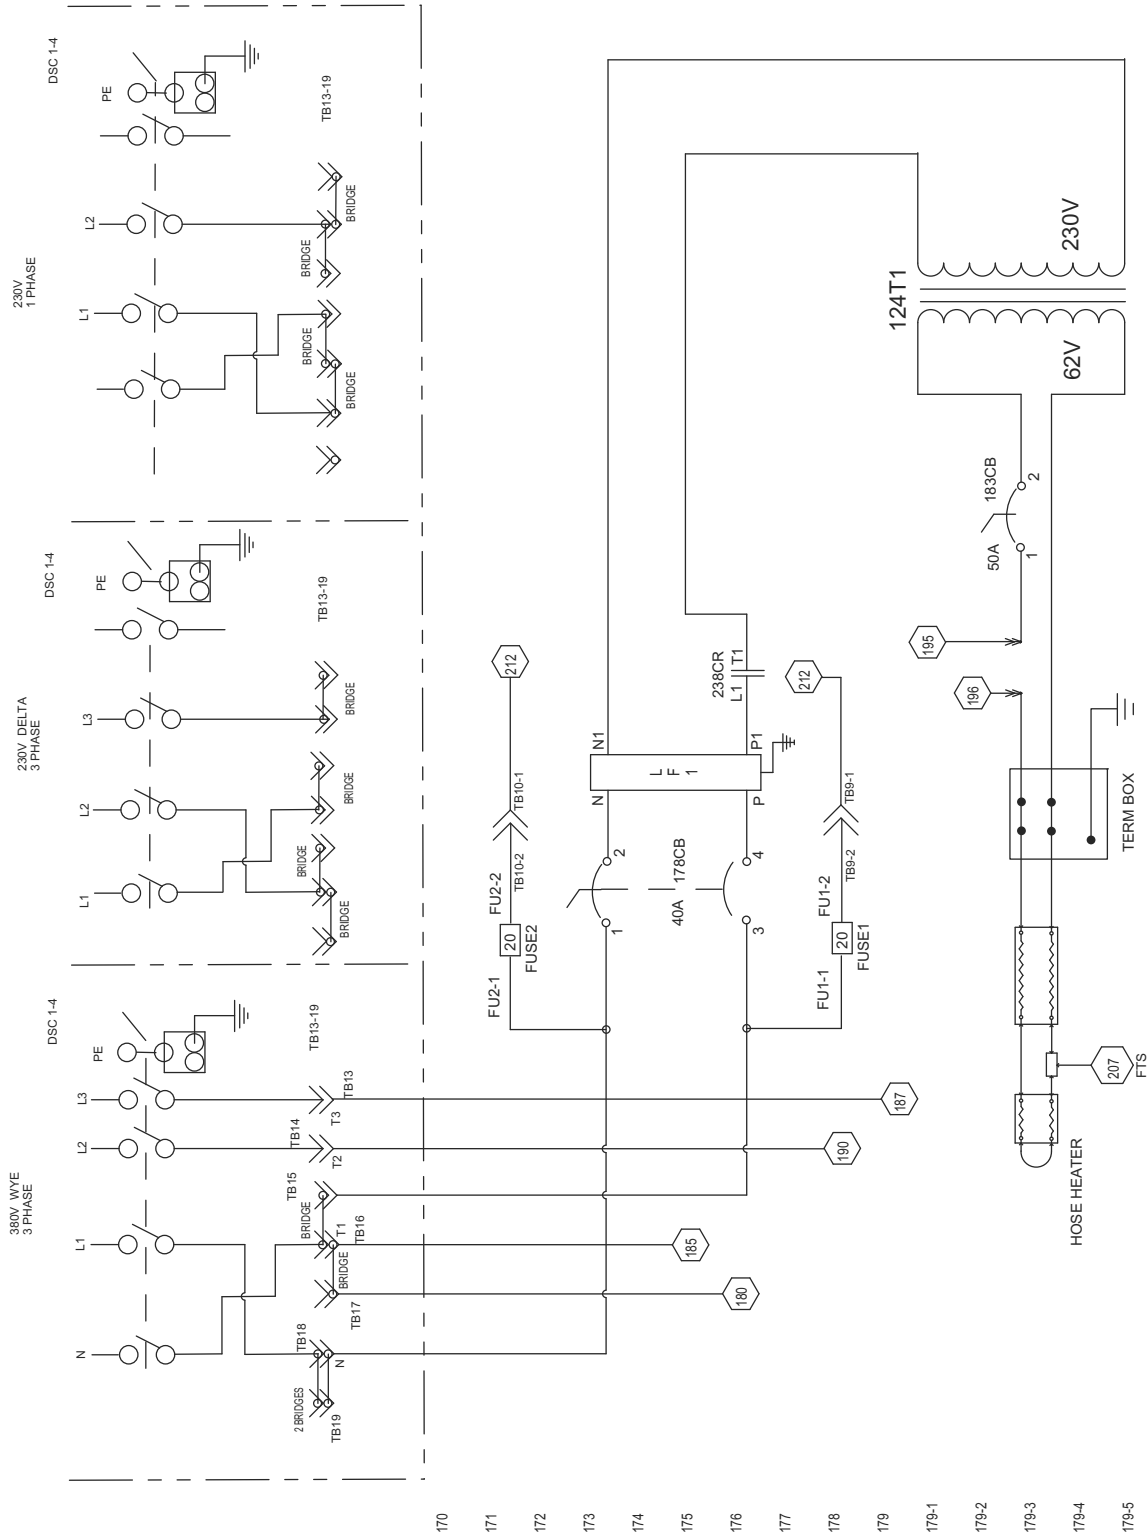 380V WYE
3 PHASE
DSC 1-4
N
L1
L2
L3
PE
2 BRIDGES
TB19
TB18
N
TB17
BRIDGE
T1
TB16
BRIDGE
TB15
TB14
T2
TB13
T3
TB13-19
230V DELTA
3 PHASE
DSC 1-4
L1
L2
L3
PE
BRIDGE
BRIDGE
BRIDGE
BRIDGE
TB13-19
230V
1 PHASE
DSC 1-4
L1
L2
PE
BRIDGE
BRIDGE
BRIDGE
BRIDGE
TB13-19
170
171
172
173
174
175
176
177
178
179
179-1
179-2
179-3
179-4
179-5
FU2-1
20
FUSE2
FU2-2
TB10-2
TB10-1
212
1
2
N
N1
40A 178CB
LF1
3
4
P
P1
238CR
L1 T1
FU1-1
20
FUSE1
FU1-2
TB9-2
TB9-1
212
185
180
190
187
124T1
230V
62V
50A
183CB
1
2
195
196
TERM BOX
207
FTS
HOSE HEATER